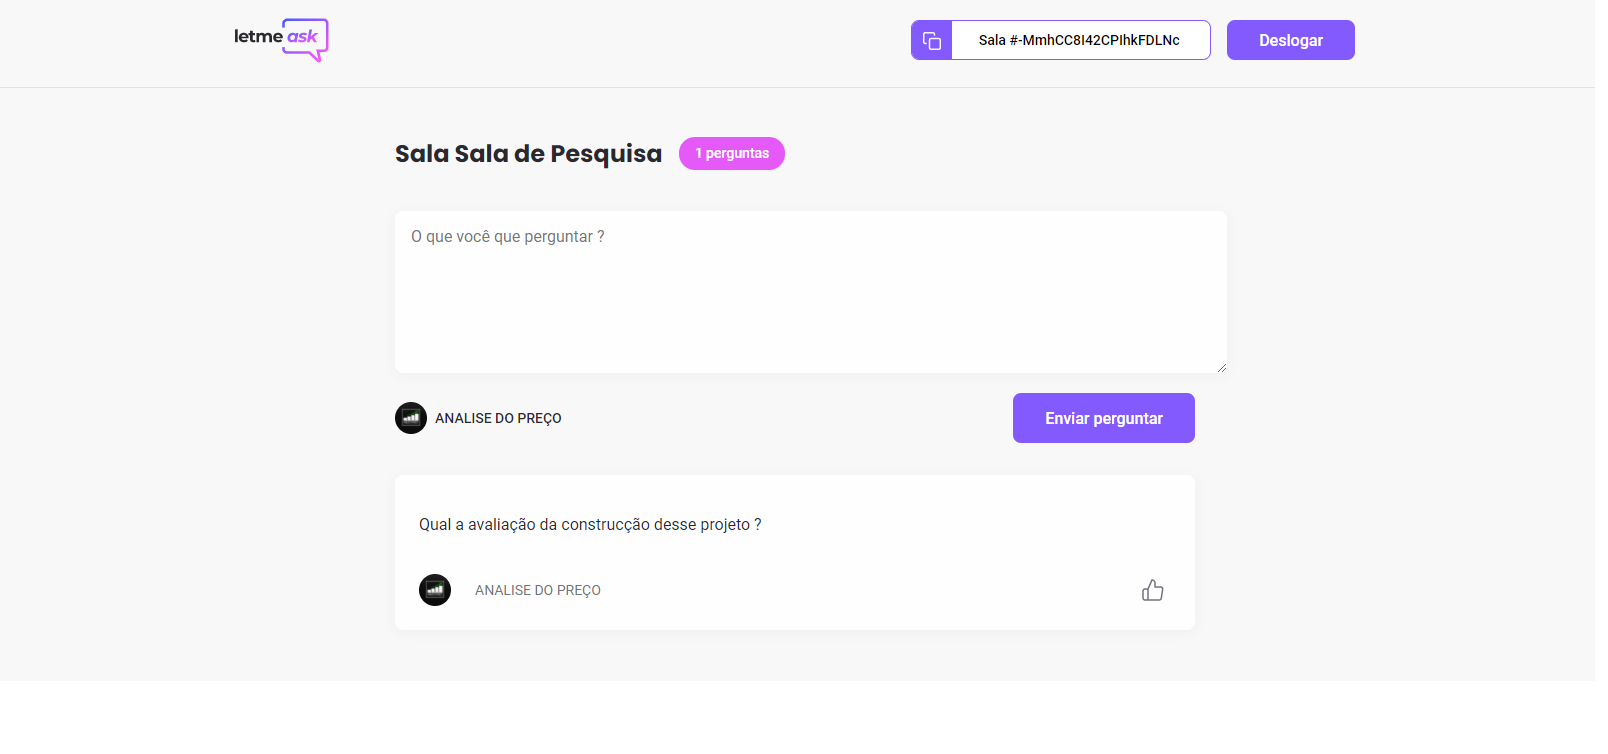 letme ask
Sala #-MmhCC8I42CPIhkFDLNc
Deslogar
Sala Sala de Pesquisa
1 perguntas
O que você que perguntar ?
ANALISE DO PREÇO
Enviar perguntar
Qual a avaliação da construcção desse projeto ?
ANALISE DO PREÇO